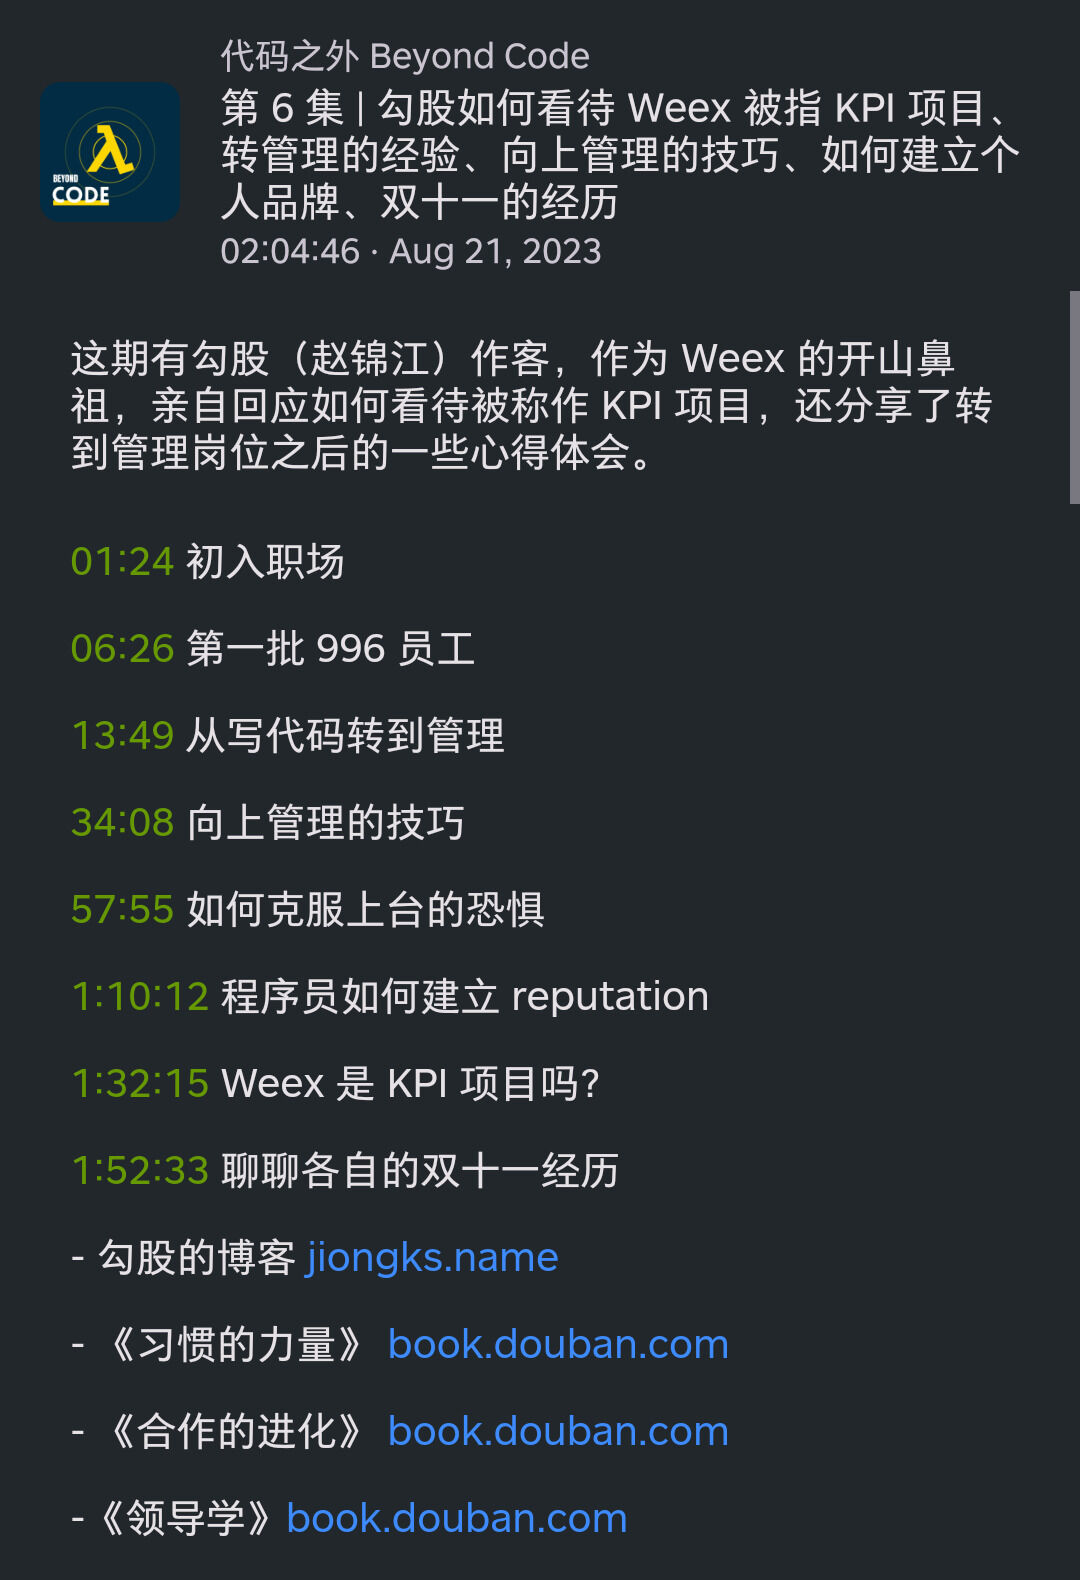 代码之外 Beyond Code
第 6 集 | 勾股如何看待 Weex 被指 KPI 项目、
转管理的经验、向上管理的技巧、如何建立个
人品牌、双十一的经历
02:04:46 · Aug 21, 2023
BEYOND
CODE
这期有勾股（赵锦江）作客，作为 Weex 的开山鼻
祖，亲自回应如何看待被称作 KPI 项目，还分享了转
到管理岗位之后的一些心得体会。
01:24 初入职场
06:26 第一批 996 员工
13:49 从写代码转到管理
34:08 向上管理的技巧
57:55 如何克服上台的恐惧
1:10:12 程序员如何建立 reputation
1:32:15 Weex 是 KPI 项目吗?
1:52:33 聊聊各自的双十一经历
- 勾股的博客 jiongks.name
- 《习惯的力量》 book.douban.com
- 《合作的进化》 book.douban.com
-《领导学》book.douban.com